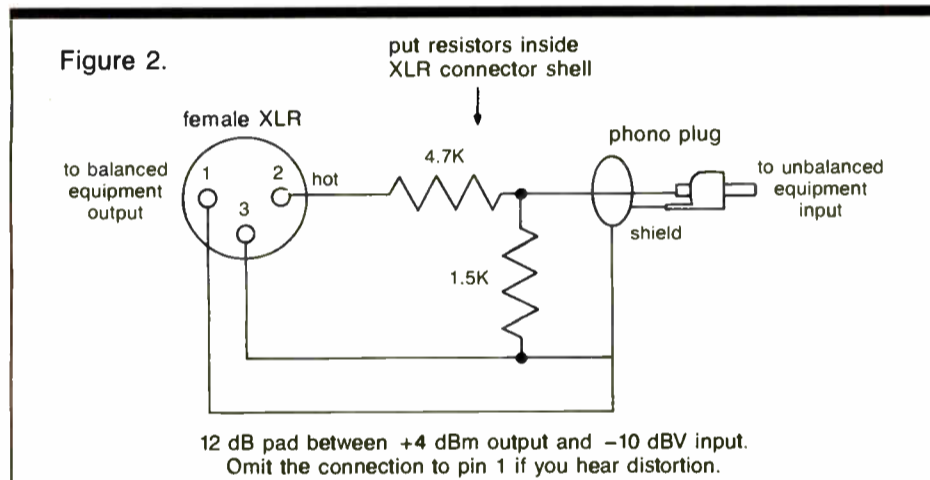 Figure 2.
put resistors inside
XLR connector shell
female XLR
phono plug
to balanced
equipment
output
1
2
hot
3
4.7K
to unbalanced
equipment
input
shield
1.5K
12 dB pad between +4 dBm output and −10 dBV input.
Omit the connection to pin 1 if you hear distortion.